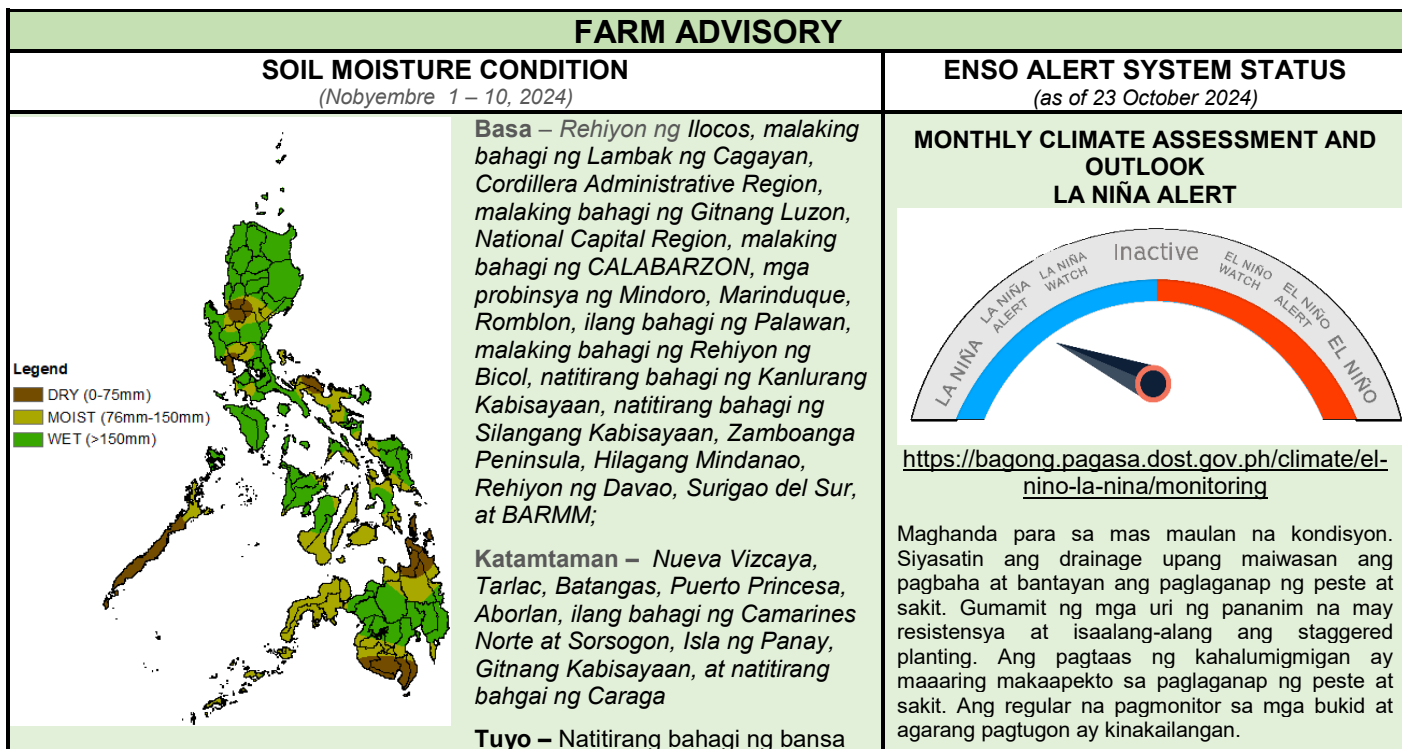 FARM ADVISORY
SOIL MOISTURE CONDITION
(Nobyembre 1 – 10, 2024)
Legend
DRY (0-75mm)
MOIST (76mm-150mm)
WET (>150mm)
Basa – Rehiyon ng Ilocos, malaking
bahagi ng Lambak ng Cagayan,
Cordillera Administrative Region,
malaking bahagi ng Gitnang Luzon,
National Capital Region, malaking
bahagi ng CALABARZON, mga
probinsya ng Mindoro, Marinduque,
Romblon, ilang bahagi ng Palawan,
malaking bahagi ng Rehiyon ng
Bicol, natitirang bahagi ng Kanlurang
Kabisayaan, natitirang bahagi ng
Silangang Kabisayaan, Zamboanga
Peninsula, Hilagang Mindanao,
Rehiyon ng Davao, Surigao del Sur,
at BARMM;
Katamtaman – Nueva Vizcaya,
Tarlac, Batangas, Puerto Princesa,
Aborlan, ilang bahagi ng Camarines
Norte at Sorsogon, Isla ng Panay,
Gitnang Kabisayaan, at natitirang
bahgai ng Caraga
Tuyo – Natitirang bahagi ng bansa
ENSO ALERT SYSTEM STATUS
(as of 23 October 2024)
MONTHLY CLIMATE ASSESSMENT AND
OUTLOOK
LA NIÑA ALERT
LA NIÑA
LA NIÑA
ALERT
LA NIÑA
WATCH
Inactive
EL NIÑO
WATCH
EL NIÑO
ALERT
EL NIÑO
https://bagong.pagasa.dost.gov.ph/climate/el-
nino-la-nina/monitoring
Maghanda para sa mas maulan na kondisyon.
Siyasatin ang drainage upang maiwasan ang
pagbaha at bantayan ang paglaganap ng peste at
sakit. Gumamit ng mga uri ng pananim na may
resistensya at isaalang-alang ang staggered
planting. Ang pagtaas ng kahalumigmigan ay
maaaring makaapekto sa paglaganap ng peste at
sakit. Ang regular na pagmonitor sa mga bukid at
agarang pagtugon ay kinakailangan.